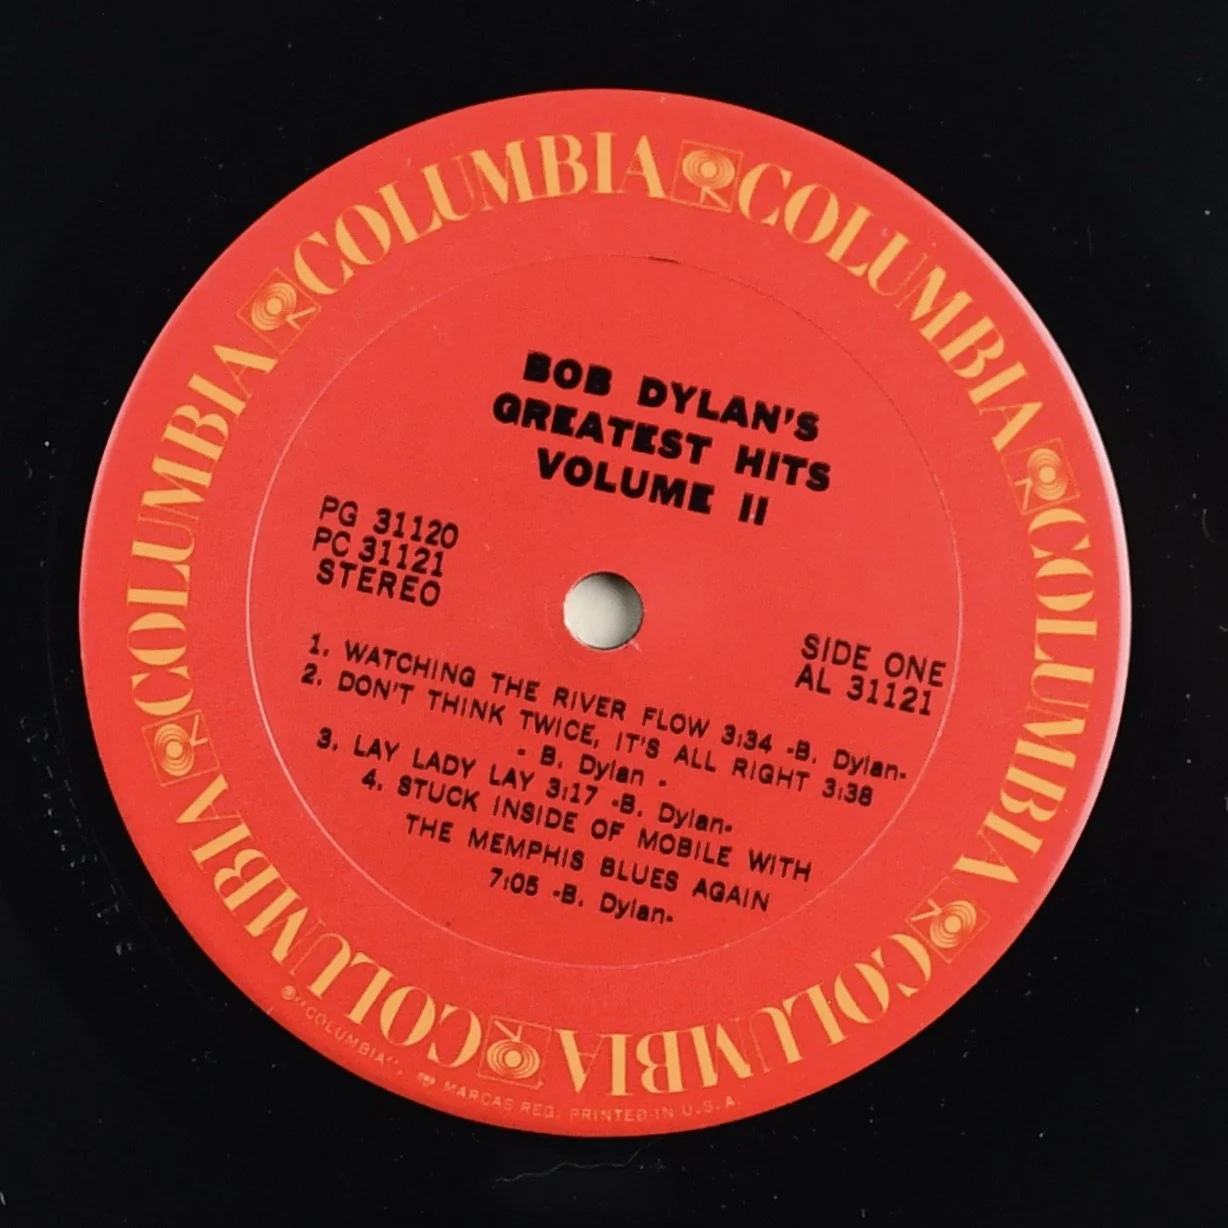 COLUMBIA COLUMBIA COLUMBIA COLUMBIA COLUMBIA COLUMBIA
BOB DYLAN'S
GREATEST HITS
VOLUME II
PG 31120
PC 31121
STEREO
SIDE ONE
AL 31121
1. WATCHING THE RIVER FLOW 3:34 -B. Dylan-
2. DON'T THINK TWICE, IT'S ALL RIGHT 3:38
- B. Dylan -
3. LAY LADY LAY 3:17 -B. Dylan-
4. STUCK INSIDE OF MOBILE WITH
THE MEMPHIS BLUES AGAIN
7:05 -B. Dylan-
®"COLUMBIA", MARCAS REG. PRINTED IN U.S.A.